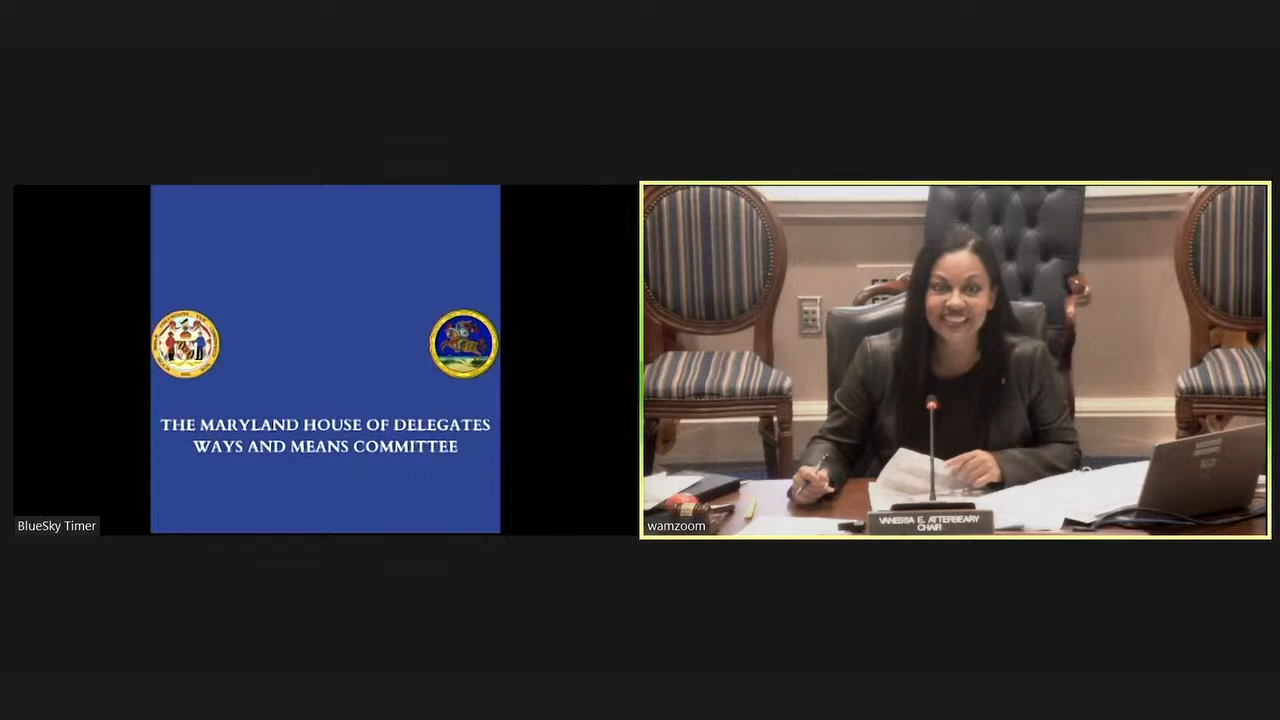 THE MARYLAND HOUSE OF DELEGATES
WAYS AND MEANS COMMITTEE
BlueSky Timer
wamzoom
VANESSA E. ATTERBEARY
CHAIR